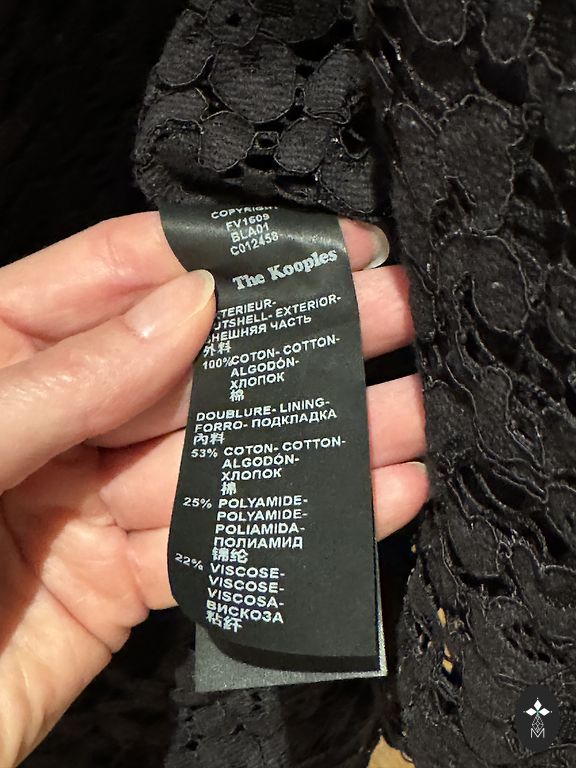 COPYRIGHT
FV1609
BLA01
C012458
The Kooples
EXTERIEUR-
OUTSHELL- EXTERIOR-
ВНЕШНЯЯ ЧАСТЬ
外料
100% COTON- COTTON-
ALGODÓN-
ХЛОПОК
棉
DOUBLURE- LINING-
FORRO- ПОДКЛАДКА
內料
53% COTON- COTTON-
ALGODÓN-
ХЛОПОК
棉
25% POLYAMIDE-
POLYAMIDE-
POLIAMIDA-
ПОЛИАМИД
锦纶
22% VISCOSE-
VISCOSE-
VISCOSA-
ВИСКОЗА
粘纤
M